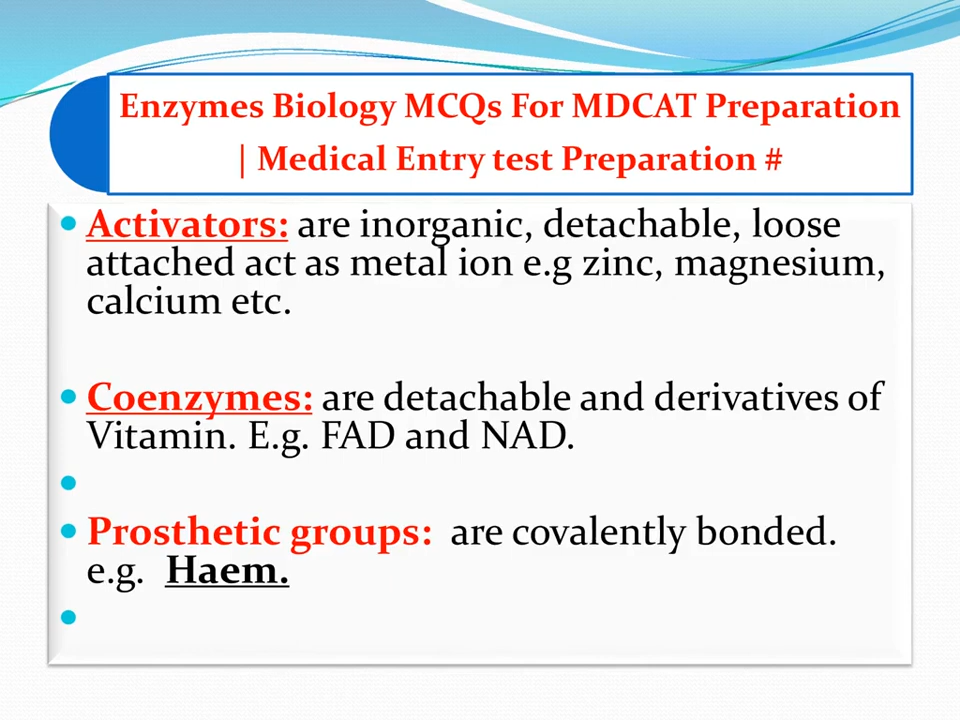 Enzymes Biology MCQs For MDCAT Preparation
| Medical Entry test Preparation #
• Activators: are inorganic, detachable, loose
attached act as metal ion e.g zinc, magnesium,
calcium etc.
• Coenzymes: are detachable and derivatives of
Vitamin. E.g. FAD and NAD.
•
• Prosthetic groups: are covalently bonded.
e.g. Haem.
•